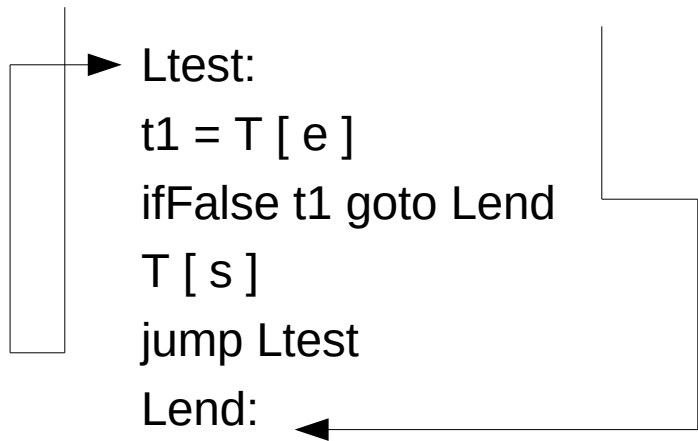 Ltest:
t1 = T [ e ]
ifFalse t1 goto Lend
T [ s ]
jump Ltest
Lend: